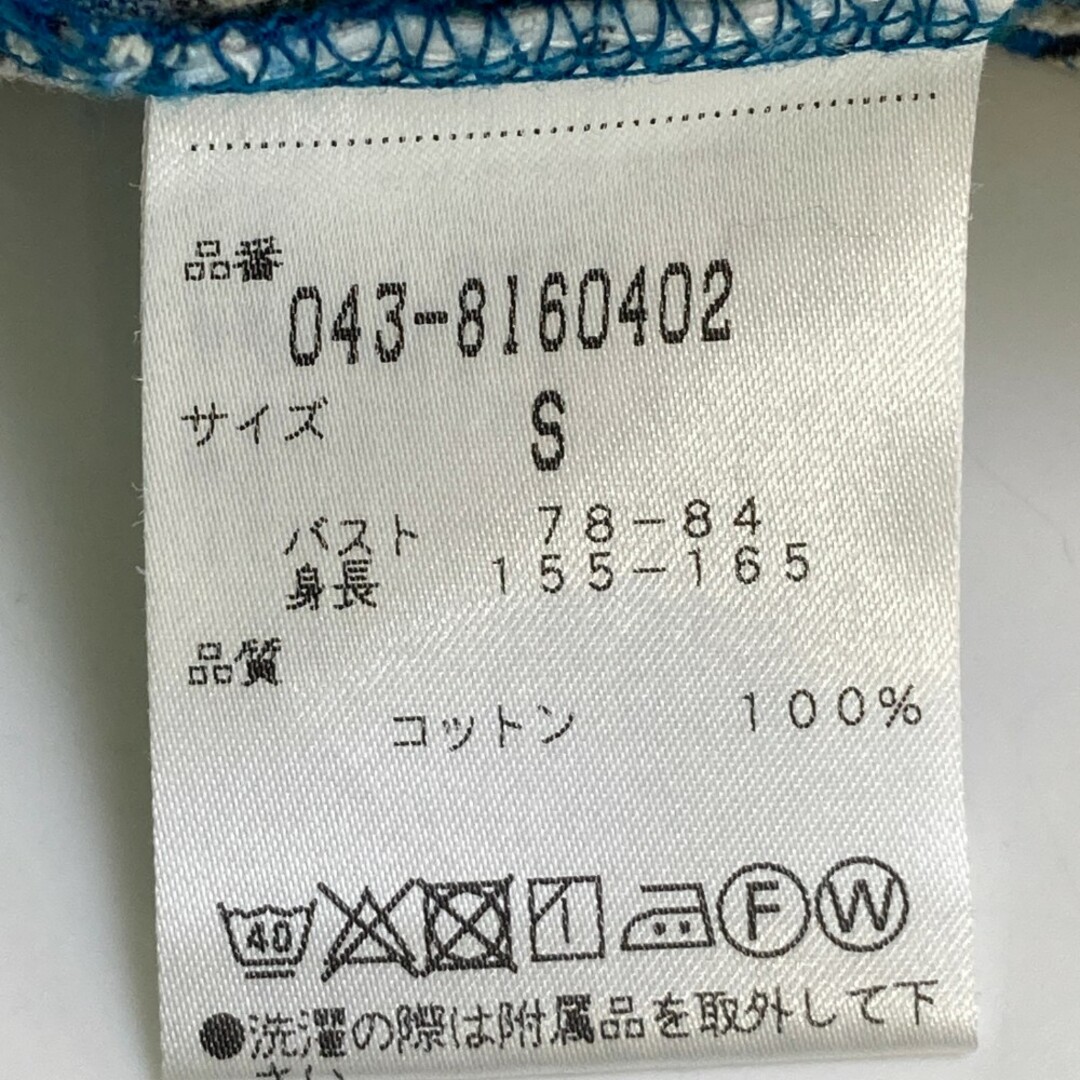 品番
043-8160402
サイズ S
バスト 78-84
身長 155-165
品質
コットン 100%
40 F W
●洗濯の際は附属品を取外して下
さい